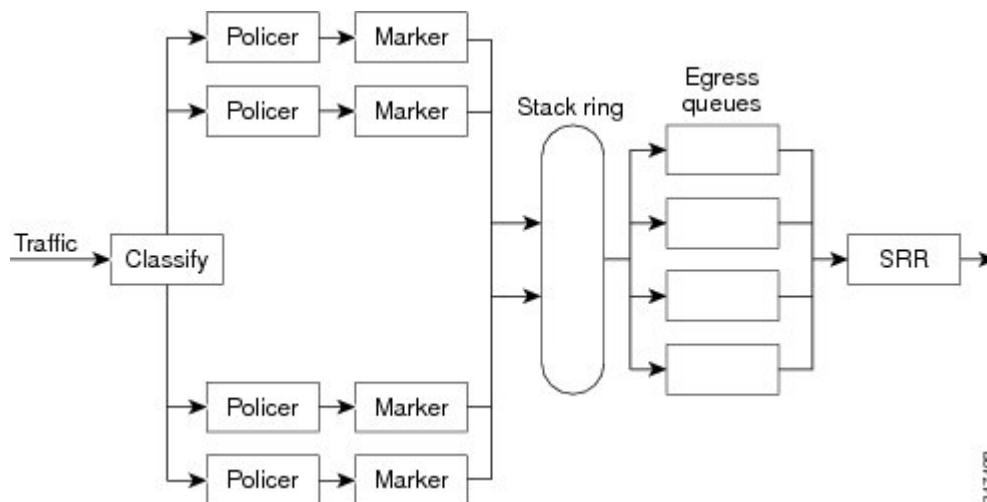 Policer
Marker
Policer
Marker
Egress
queues
Stack ring
Traffic
Classify
SRR
Policer
Marker
Policer
Marker